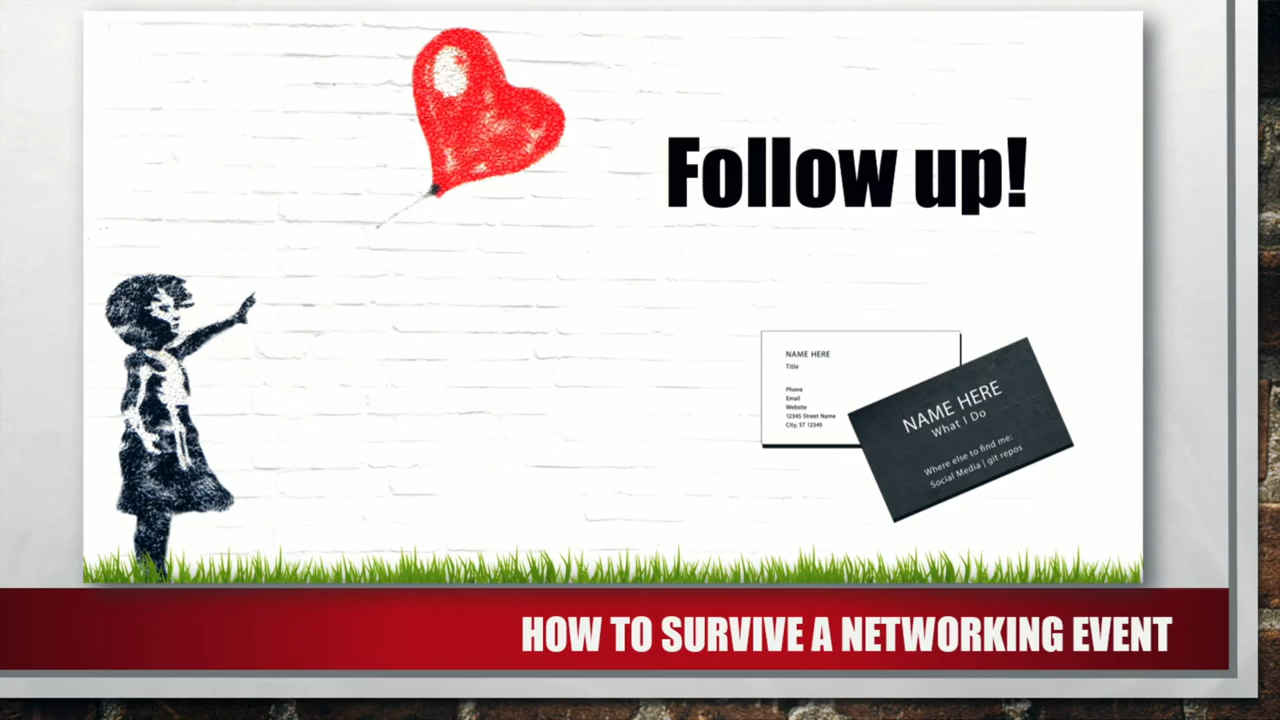 Follow up!
NAME HERE
Title
Phone
Email
Website
12345 Street Name
City, ST 12345
NAME HERE
What I Do
Where else to find me:
Social Media | git repos
HOW TO SURVIVE A NETWORKING EVENT